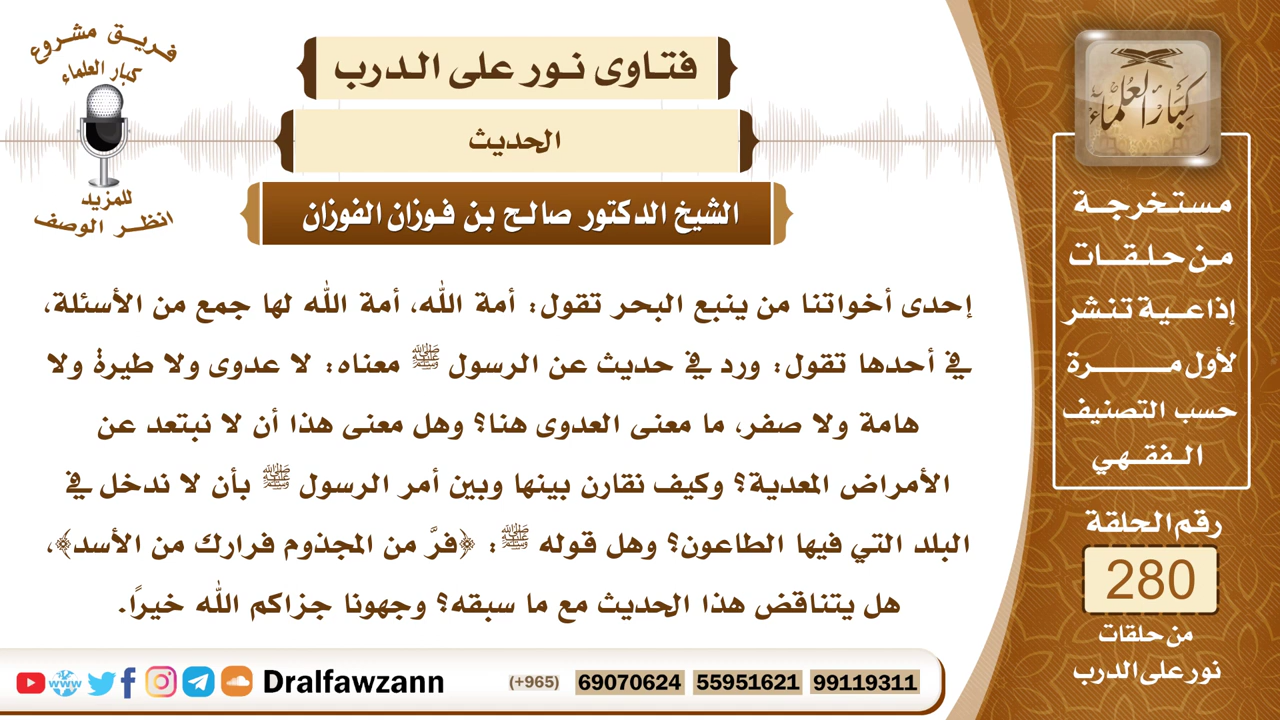 فريق مشروع
كبار العلماء
للمزيد
انظر الوصف
فتاوى نور على الدرب
الحديث
الشيخ الدكتور صالح بن فوزان الفوزان
إحدى أخواتنا من ينبع البحر تقول: أمة الله، أمة الله لها جمع من الأسئلة،
في أحدها تقول: ورد في حديث عن الرسول ﷺ معناه: لا عدوى ولا طيرة ولا
هامة ولا صفر، ما معنى العدوى هنا؟ وهل معنى هذا أن لا نبتعد عن
الأمراض المعدية؟ وكيف نقارن بينها وبين أمر الرسول ﷺ بأن لا ندخل في
البلد التي فيها الطاعون؟ وهل قوله ﷺ: ﴿فرَّ من المجذوم فرارك من الأسد﴾،
هل يتناقض هذا الحديث مع ما سبقه؟ وجهونا جزاكم الله خيرًا.
كبار العلماء
مستخرجة
من حلقات
إذاعية تنشر
لأول مرة
حسب التصنيف
الفقهي
رقم الحلقة
280
من حلقات
نور على الدرب
www Dralfawzann (+965) 69070624 55951621 99119311